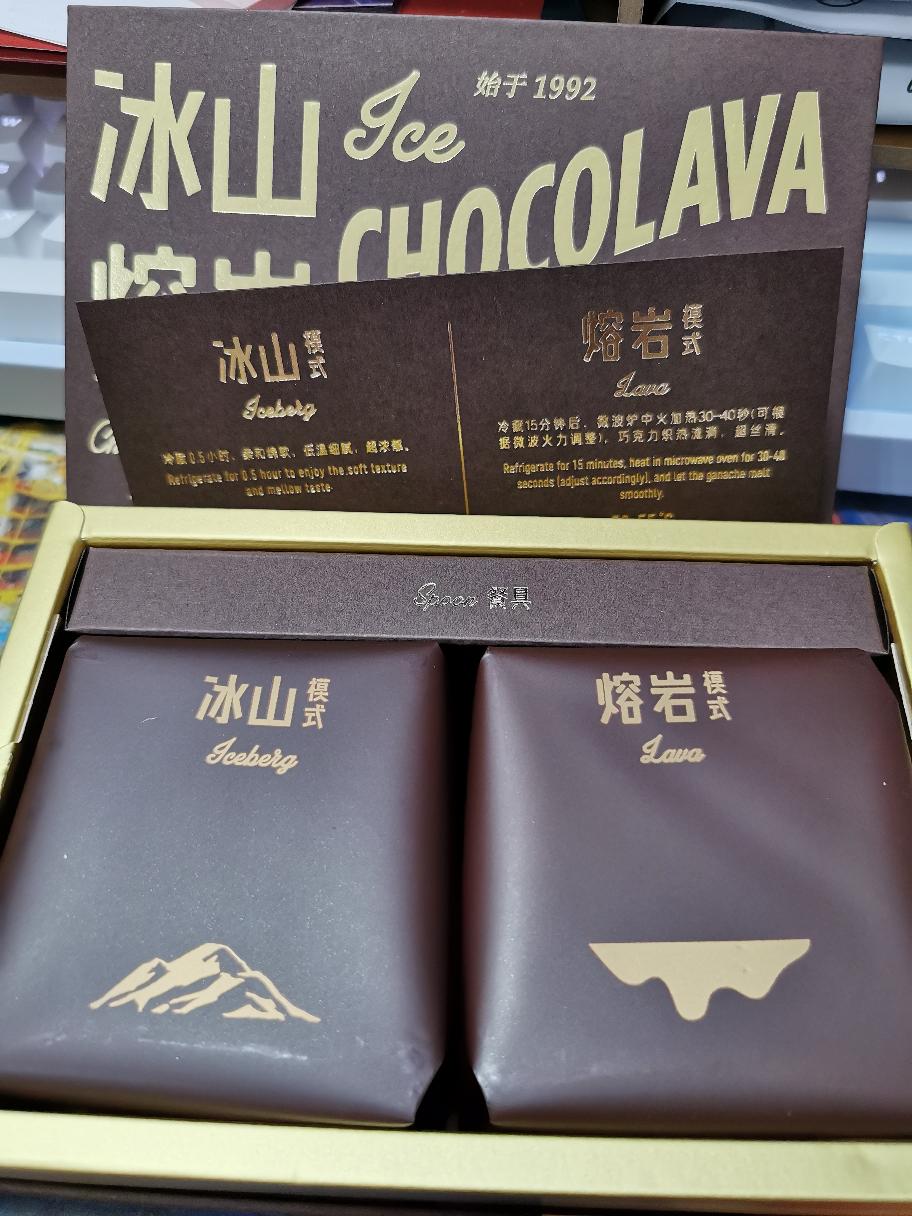 始于 1992
冰山 Ice
CHOCOLAVA
熔岩
冰山模式
Iceberg
冷藏0.5小时，柔和绵软，低温细腻，超浓郁。
Refrigerate for 0.5 hour to enjoy the soft texture
and mellow taste
熔岩模式
Lava
冷藏15分钟后，微波炉中火加热30-40秒(可根
据微波火力调整)，巧克力炽热流淌，超丝滑。
Refrigerate for 15 minutes, heat in microwave oven for 30-40
seconds (adjust accordingly), and let the ganache melt
smoothly.
Spoon 餐具
冰山模式
Iceberg
熔岩模式
Lava